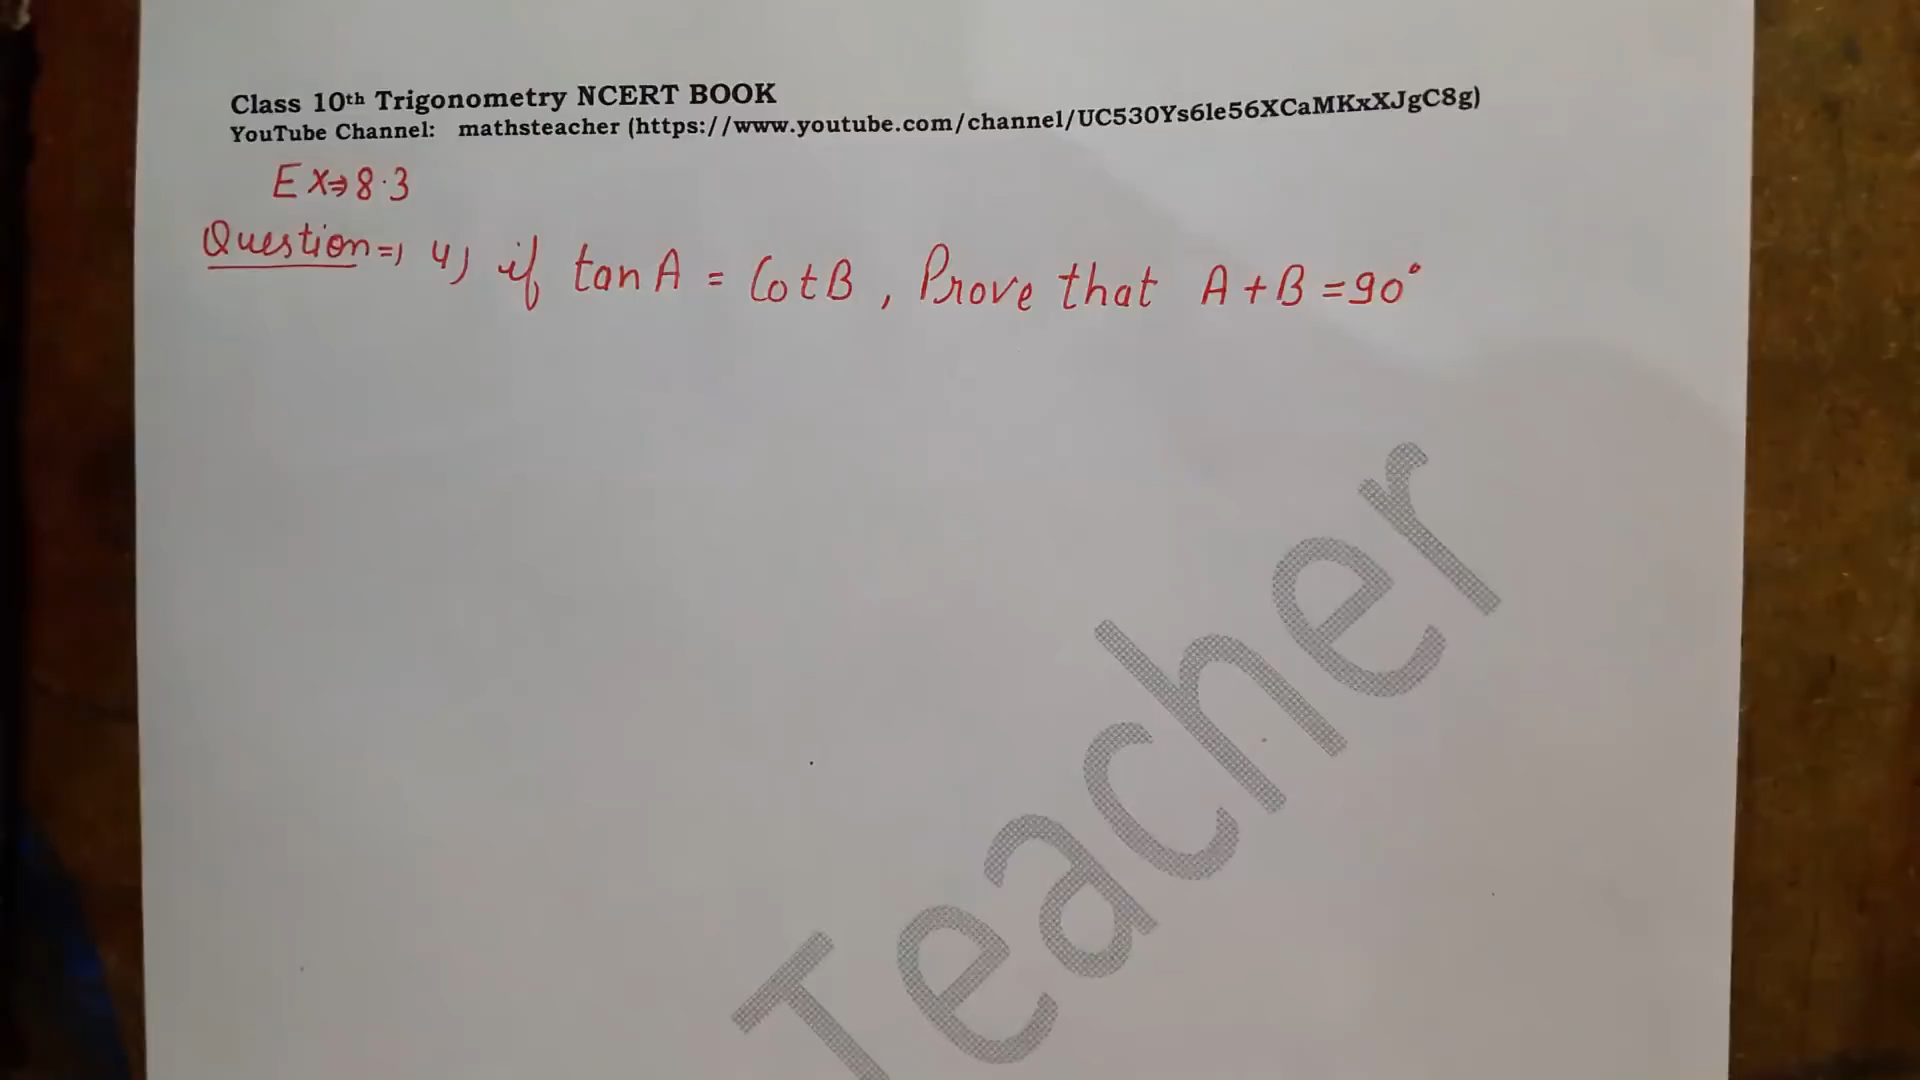 Class 10th Trigonometry NCERT BOOK
YouTube Channel: mathsteacher (https://www.youtube.com/channel/UC530Ys6le56XCaMKxXJgC8g)
Ex⇒ 8.3
Question⇒ 4) if tan A = Cot B, Prove that A + B = 90°
Teacher